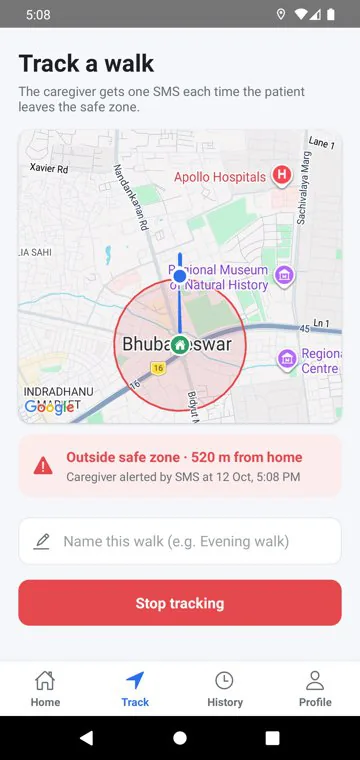 5:08
Track a walk
The caregiver gets one SMS each time the patient
leaves the safe zone.
Lane 1
Xavier Rd
Nandankanan Rd
Apollo Hospitals
H
Sachivalaya Marg
LIA SAHI
Regional Museum
of Natural History
Ln 1
45
Bhubaneswar
16
Regiona
Centre
16
INDRADHANU
MARKET
Google
Bidyut M
Outside safe zone · 520 m from home
Caregiver alerted by SMS at 12 Oct, 5:08 PM
Name this walk (e.g. Evening walk)
Stop tracking
Home
Track
History
Profile